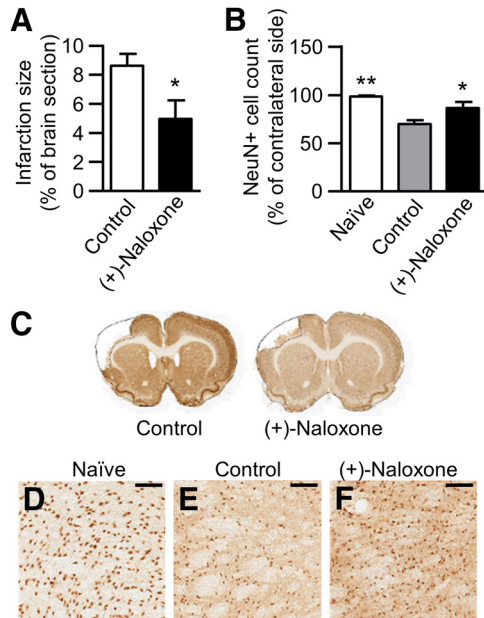 A
Infarction size
(% of brain section)
10
8
6
4
2
0
*
Control
(+)-Naloxone
B
NeuN+ cell count
(% of contralateral side)
150
100
50
0
**
*
Naïve
Control
(+)-Naloxone
C
Control
(+)-Naloxone
Naïve
Control
(+)-Naloxone
D
E
F